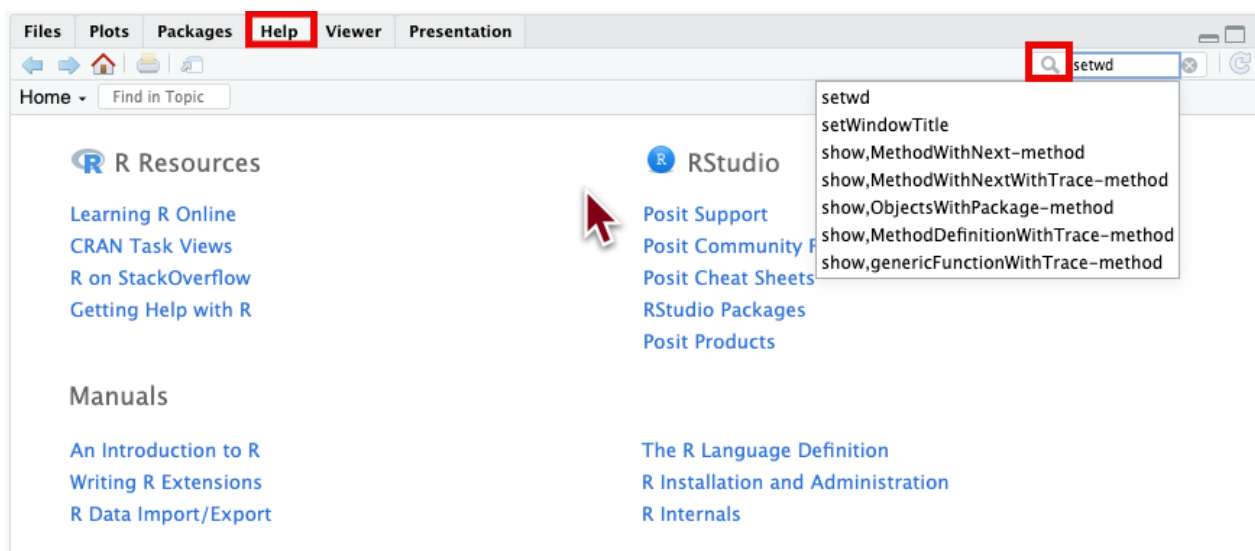 Files Plots Packages Help Viewer Presentation
setwd
Home Find in Topic
setwd
setWindowTitle
show,MethodWithNext-method
show,MethodWithNextWithTrace-method
show,ObjectsWithPackage-method
show,MethodDefinitionWithTrace-method
show,genericFunctionWithTrace-method
R R Resources
Learning R Online
CRAN Task Views
R on StackOverflow
Getting Help with R
R RStudio
Posit Support
Posit Community
Posit Cheat Sheets
RStudio Packages
Posit Products
Manuals
An Introduction to R
Writing R Extensions
R Data Import/Export
The R Language Definition
R Installation and Administration
R Internals